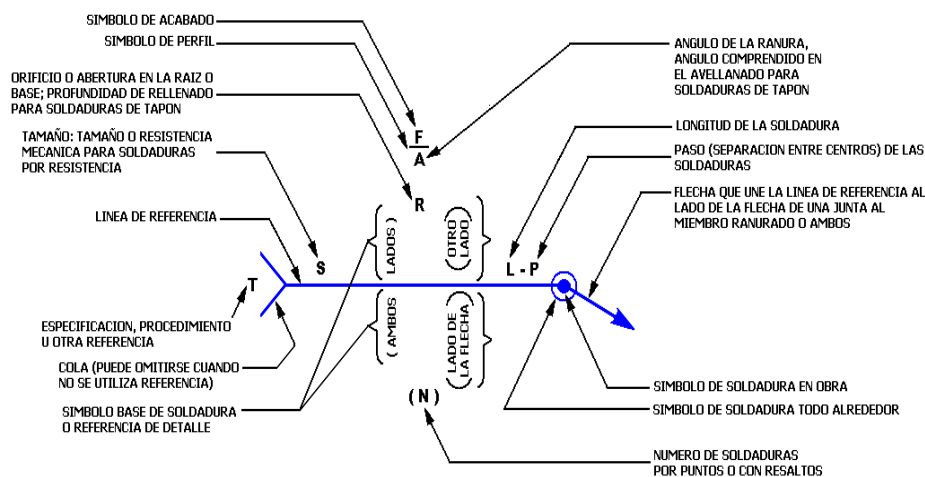 SIMBOLO DE ACABADO
SIMBOLO DE PERFIL
ORIFICIO O ABERTURA EN LA RAIZ O
BASE; PROFUNDIDAD DE RELLENADO
PARA SOLDADURAS DE TAPON
TAMAÑO: TAMAÑO O RESISTENCIA
MECANICA PARA SOLDADURAS
POR RESISTENCIA
LINEA DE REFERENCIA
ESPECIFICACION, PROCEDIMIENTO
U OTRA REFERENCIA
COLA (PUEDE OMITIRSE CUANDO
NO SE UTILIZA REFERENCIA)
SIMBOLO BASE DE SOLDADURA
O REFERENCIA DE DETALLE
F
A
R
S
T
L - P
(N)
LADOS )
( AMBOS
(OTRO
LADO)
(LADO DE
LA FLECHA)
ANGULO DE LA RANURA,
ANGULO COMPRENDIDO EN
EL AVELLANADO PARA
SOLDADURAS DE TAPON
LONGITUD DE LA SOLDADURA
PASO (SEPARACION ENTRE CENTROS) DE LAS
SOLDADURAS
FLECHA QUE UNE LA LINEA DE REFERENCIA AL
LADO DE LA FLECHA DE UNA JUNTA AL
MIEMBRO RANURADO O AMBOS
SIMBOLO DE SOLDADURA EN OBRA
SIMBOLO DE SOLDADURA TODO ALREDEDOR
NUMERO DE SOLDADURAS
POR PUNTOS O CON RESALTOS